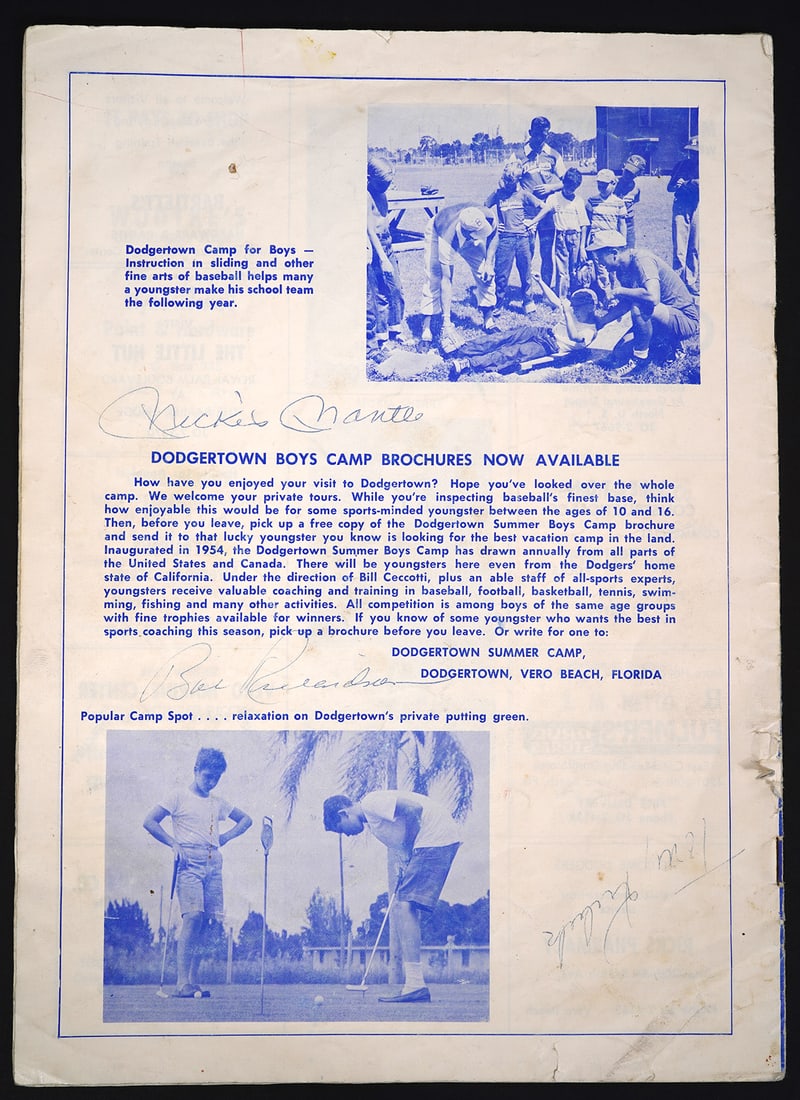 Dodgertown Camp for Boys —
Instruction in sliding and other
fine arts of baseball helps many
a youngster make his school team
the following year.
Mickey Mantle
DODGERTOWN BOYS CAMP BROCHURES NOW AVAILABLE
How have you enjoyed your visit to Dodgertown? Hope you've looked over the whole
camp. We welcome your private tours. While you're inspecting baseball's finest base, think
how enjoyable this would be for some sports-minded youngster between the ages of 10 and 16.
Then, before you leave, pick up a free copy of the Dodgertown Summer Boys Camp brochure
and send it to that lucky youngster you know is looking for the best vacation camp in the land.
Inaugurated in 1954, the Dodgertown Summer Boys Camp has drawn annually from all parts of
the United States and Canada. There will be youngsters here even from the Dodgers' home
state of California. Under the direction of Bill Ceccotti, plus an able staff of all-sports experts,
youngsters receive valuable coaching and training in baseball, football, basketball, tennis, swim-
ming, fishing and many other activities. All competition is among boys of the same age groups
with fine trophies available for winners. If you know of some youngster who wants the best in
sports coaching this season, pick up a brochure before you leave. Or write for one to:
DODGERTOWN SUMMER CAMP,
DODGERTOWN, VERO BEACH, FLORIDA
Bob Richardson
Popular Camp Spot . . . . relaxation on Dodgertown's private putting green.
Tony Kubek